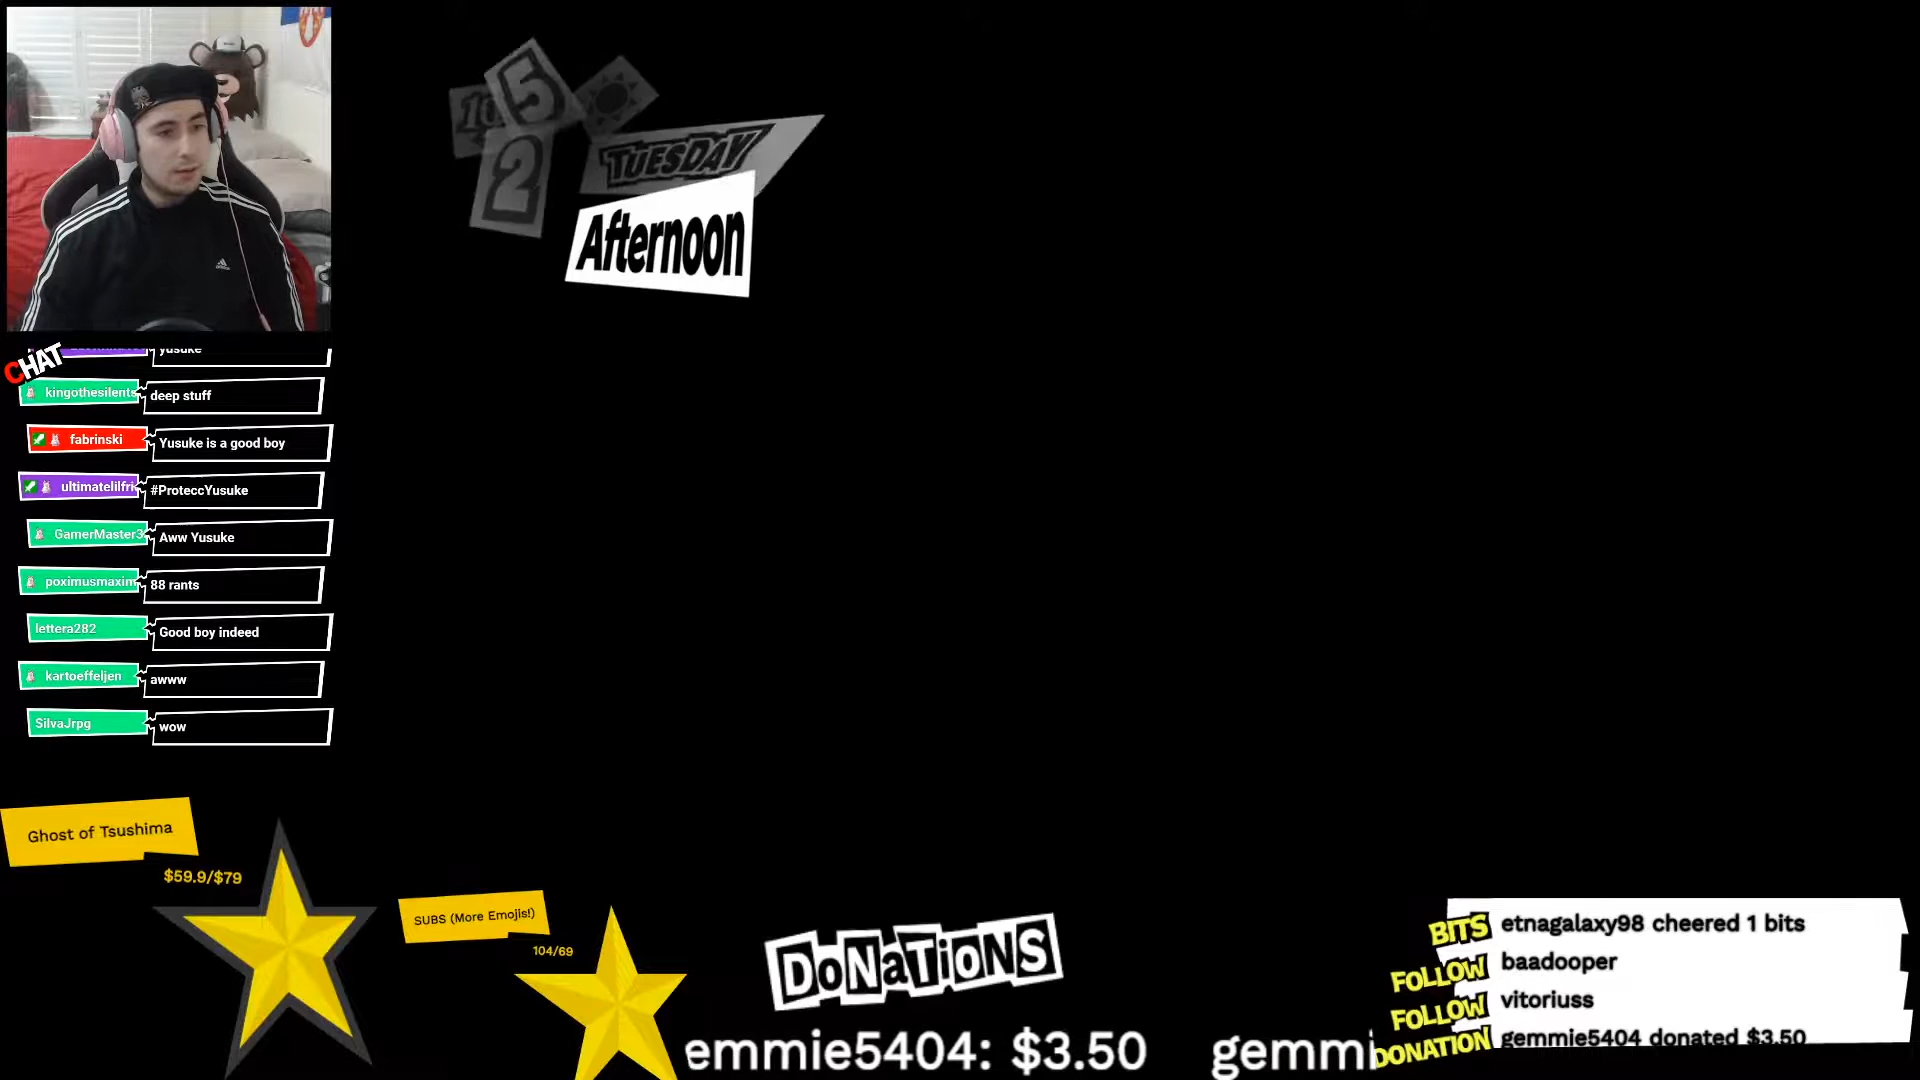 10
5
2
TUESDAY
Afternoon
CHAT
yusuke
kingothesilents
deep stuff
fabrinski
Yusuke is a good boy
ultimatelilfri
#ProteccYusuke
GamerMaster3
Aww Yusuke
poximusmaxim
88 rants
lettera282
Good boy indeed
kartoeffeljen
awww
SilvaJrpg
wow
Ghost of Tsushima
$59.9/$79
SUBS (More Emojis!)
104/69
DONATIONS
emmie5404: $3.50 gemmi
BITS etnagalaxy98 cheered 1 bits
FOLLOW baadooper
FOLLOW vitoriuss
DONATION gemmie5404 donated $3.50